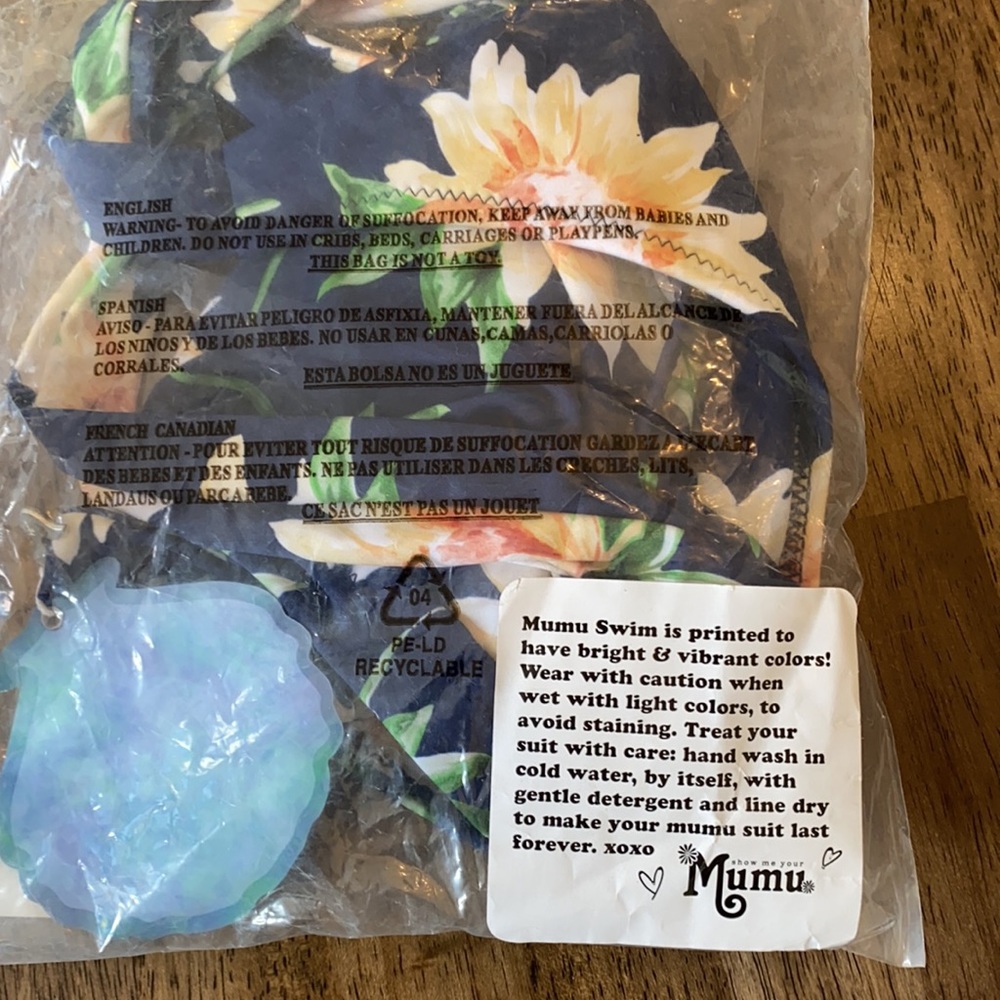 ENGLISH
WARNING- TO AVOID DANGER OF SUFFOCATION, KEEP AWAY FROM BABIES AND
CHILDREN. DO NOT USE IN CRIBS, BEDS, CARRIAGES OR PLAYPENS.
THIS BAG IS NOT A TOY.
SPANISH
AVISO - PARA EVITAR PELIGRO DE ASFIXIA, MANTENER FUERA DEL ALCANCE DE
LOS NINOS Y DE LOS BEBES. NO USAR EN CUNAS,CAMAS,CARRIOLAS O
CORRALES.
ESTA BOLSA NO ES UN JUGUETE
FRENCH CANADIAN
ATTENTION - POUR EVITER TOUT RISQUE DE SUFFOCATION GARDEZ A L'ECART
DES BEBES ET DES ENFANTS. NE PAS UTILISER DANS LES CRECHES, LITS,
LANDAUS OU PARC A BEBE.
CE SAC N'EST PAS UN JOUET
04
PE-LD
RECYCLABLE
Mumu Swim is printed to
have bright & vibrant colors!
Wear with caution when
wet with light colors, to
avoid staining. Treat your
suit with care: hand wash in
cold water, by itself, with
gentle detergent and line dry
to make your mumu suit last
forever. xoxo
show me your
Mumu